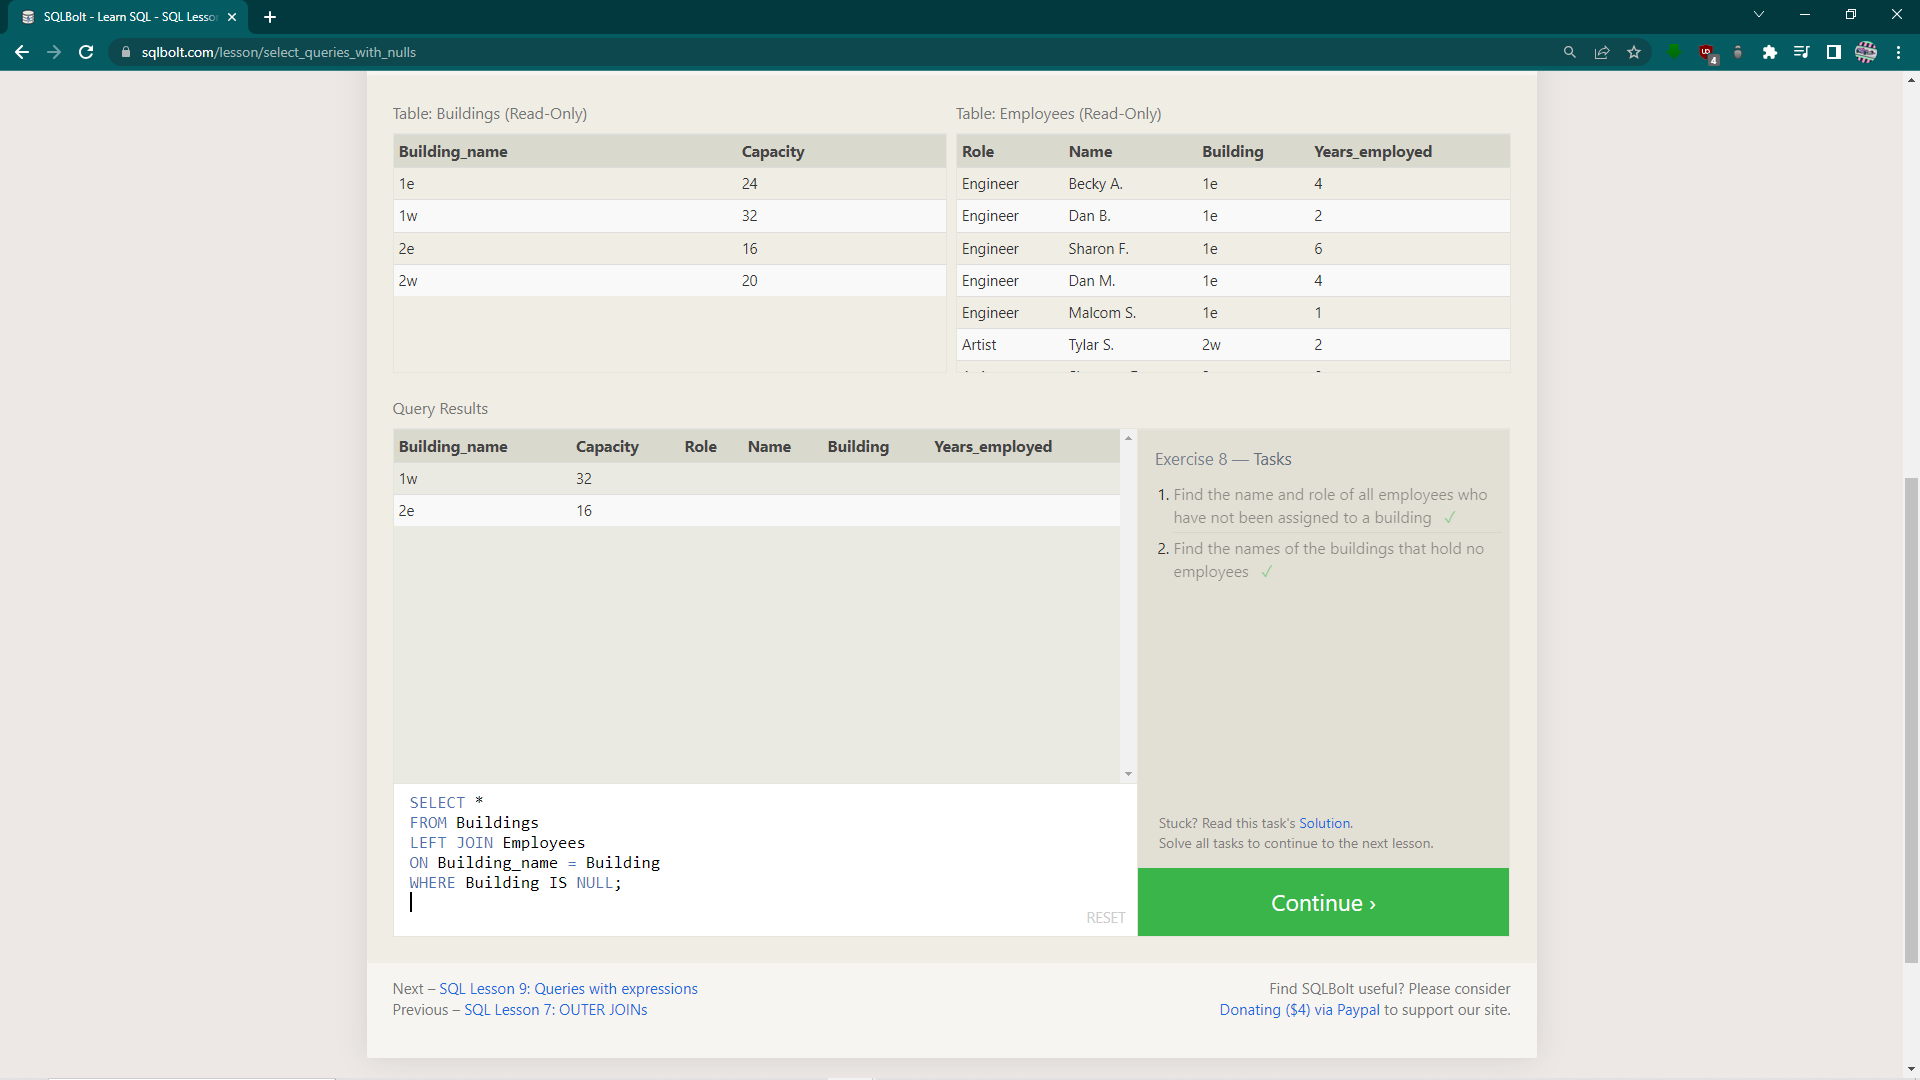 SQLBolt - Learn SQL - SQL Lesso
sqlbolt.com/lesson/select_queries_with_nulls
4
Table: Buildings (Read-Only)
Building_name Capacity
1e 24
1w 32
2e 16
2w 20
Table: Employees (Read-Only)
Role Name Building Years_employed
Engineer Becky A. 1e 4
Engineer Dan B. 1e 2
Engineer Sharon F. 1e 6
Engineer Dan M. 1e 4
Engineer Malcom S. 1e 1
Artist Tylar S. 2w 2
Query Results
Building_name Capacity Role Name Building Years_employed
1w 32
2e 16
Exercise 8 — Tasks
1. Find the name and role of all employees who
have not been assigned to a building ✓
2. Find the names of the buildings that hold no
employees ✓
SELECT *
FROM Buildings
LEFT JOIN Employees
ON Building_name = Building
WHERE Building IS NULL;
RESET
Stuck? Read this task's Solution.
Solve all tasks to continue to the next lesson.
Continue ›
Next – SQL Lesson 9: Queries with expressions
Previous – SQL Lesson 7: OUTER JOINs
Find SQLBolt useful? Please consider
Donating ($4) via Paypal to support our site.